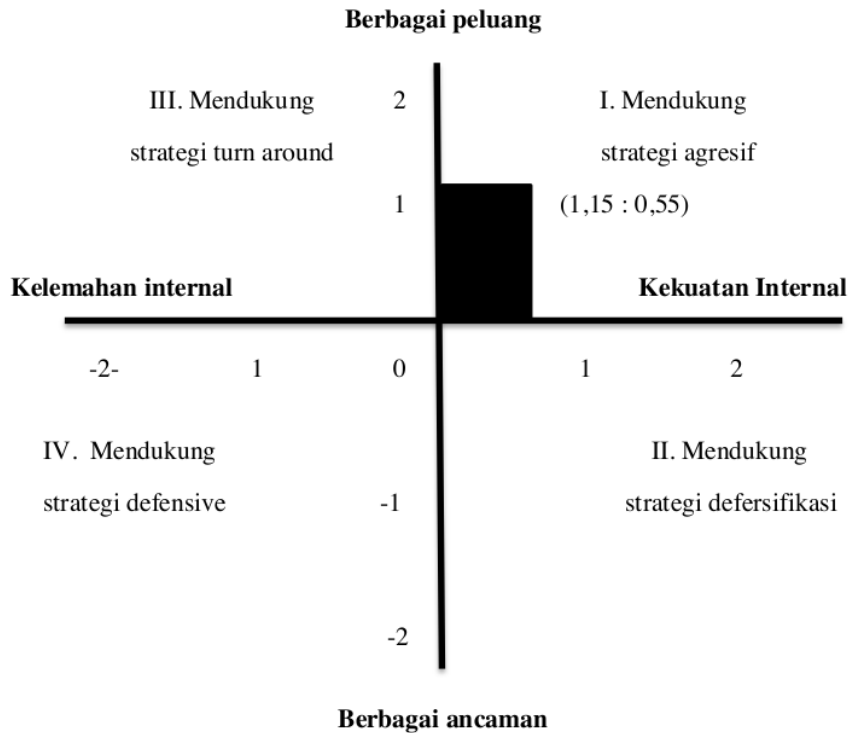 Berbagai peluang
III. Mendukung
strategi turn around
2
I. Mendukung
strategi agresif
1
(1,15 : 0,55)
Kelemahan internal
Kekuatan Internal
-2-
1
0
1
2
IV. Mendukung
strategi defensive
-1
II. Mendukung
strategi defersifikasi
-2
Berbagai ancaman